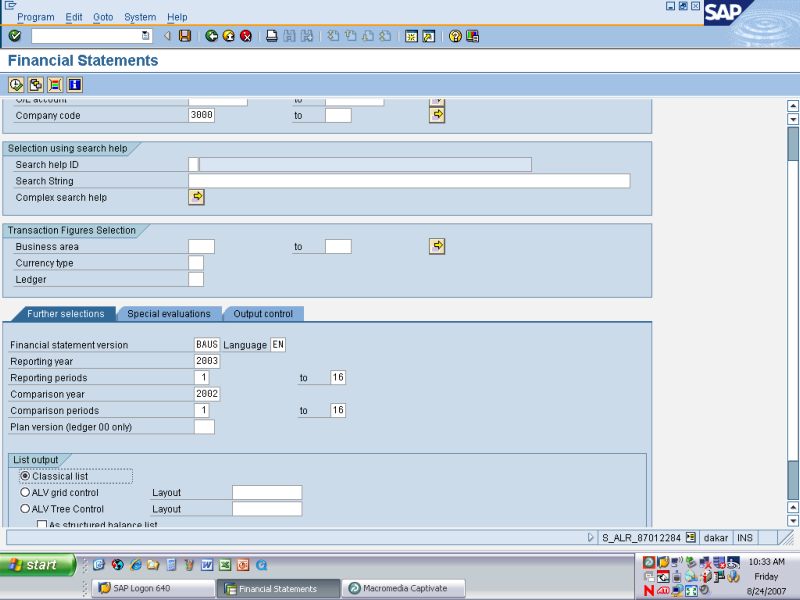 Program Edit Goto System Help
SAP
Financial Statements
G/L account to
Company code 3000 to
Selection using search help
Search help ID
Search String
Complex search help
Transaction Figures Selection
Business area to
Currency type
Ledger
Further selections Special evaluations Output control
Financial statement version BAUS Language EN
Reporting year 2003
Reporting periods 1 to 16
Comparison year 2002
Comparison periods 1 to 16
Plan version (ledger 00 only)
List output
Classical list
ALV grid control Layout
ALV Tree Control Layout
As structured balance list
S_ALR_87012284 dakar INS
start
10:33 AM
SAP Logon 640 Financial Statements Macromedia Captivate
Friday
8/24/2007